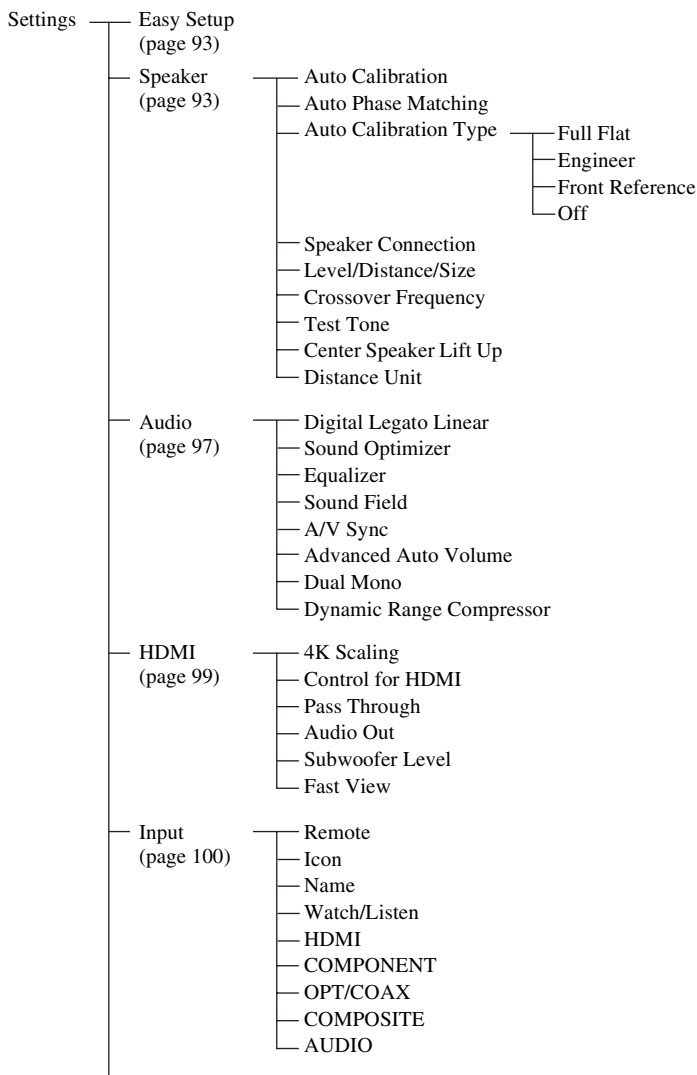 Settings
Easy Setup
(page 93)
Speaker
(page 93)
Auto Calibration
Auto Phase Matching
Auto Calibration Type
Full Flat
Engineer
Front Reference
Off
Speaker Connection
Level/Distance/Size
Crossover Frequency
Test Tone
Center Speaker Lift Up
Distance Unit
Audio
(page 97)
Digital Legato Linear
Sound Optimizer
Equalizer
Sound Field
A/V Sync
Advanced Auto Volume
Dual Mono
Dynamic Range Compressor
HDMI
(page 99)
4K Scaling
Control for HDMI
Pass Through
Audio Out
Subwoofer Level
Fast View
Input
(page 100)
Remote
Icon
Name
Watch/Listen
HDMI
COMPONENT
OPT/COAX
COMPOSITE
AUDIO